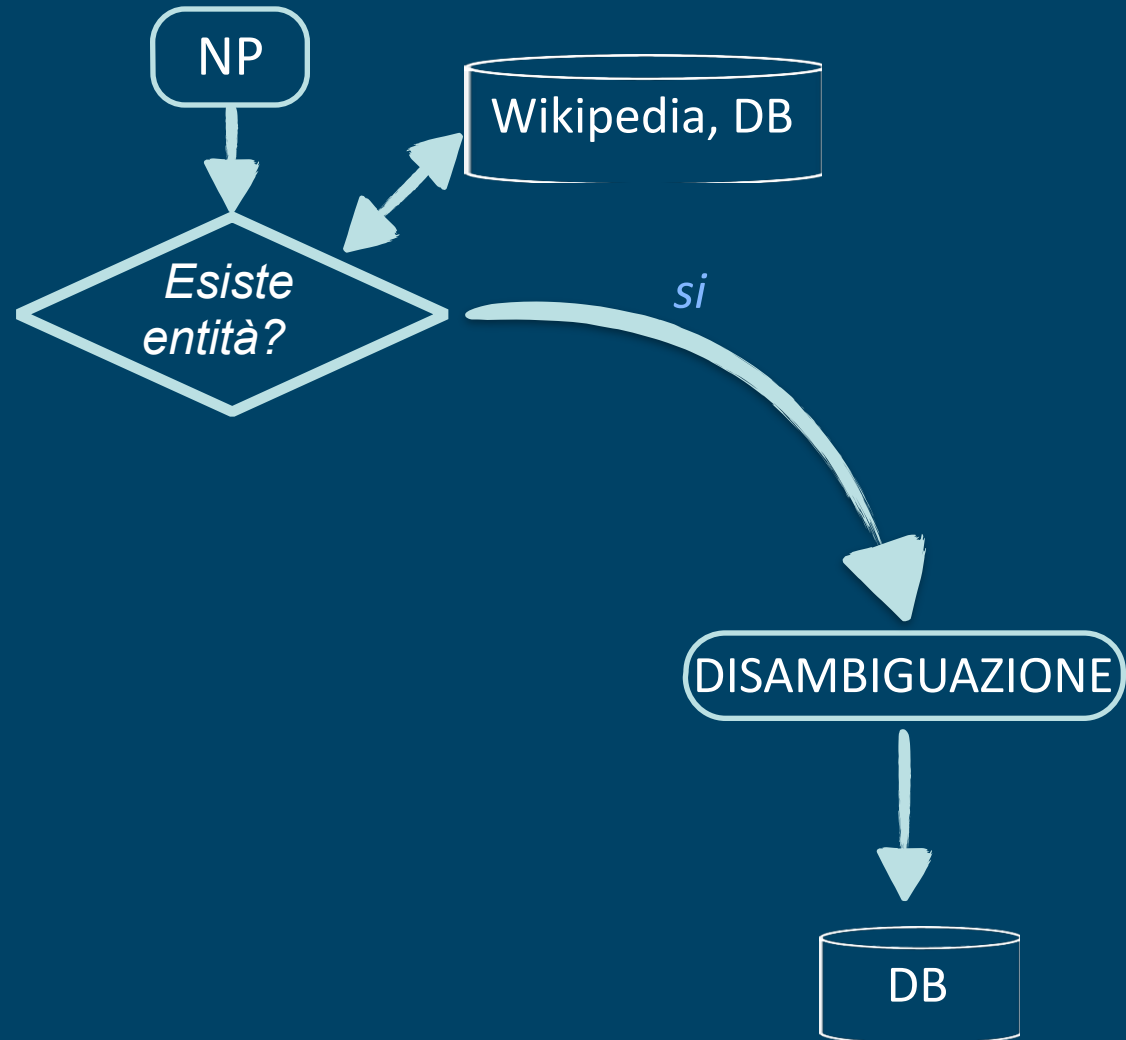 NP
Wikipedia, DB
Esiste
entità?
si
DISAMBIGUAZIONE
DB